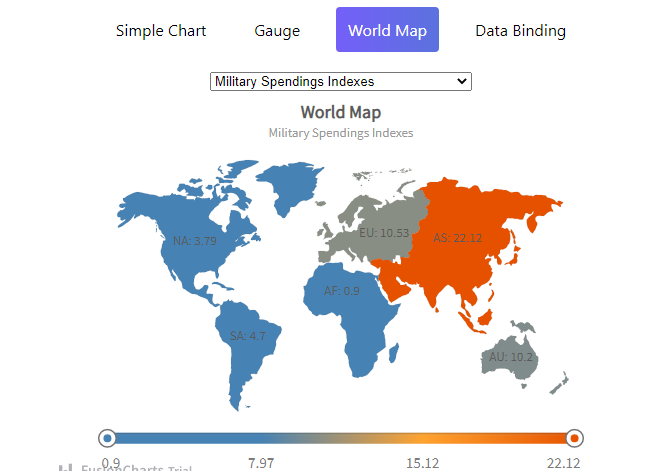 Simple Chart Gauge World Map Data Binding
Military Spendings Indexes
World Map
Military Spendings Indexes
NA: 3.79
EU: 10.53
AS: 22.12
AF: 0.9
SA: 4.7
AU: 10.2
0.9 7.97 15.12 22.12
FusionCharts Trial